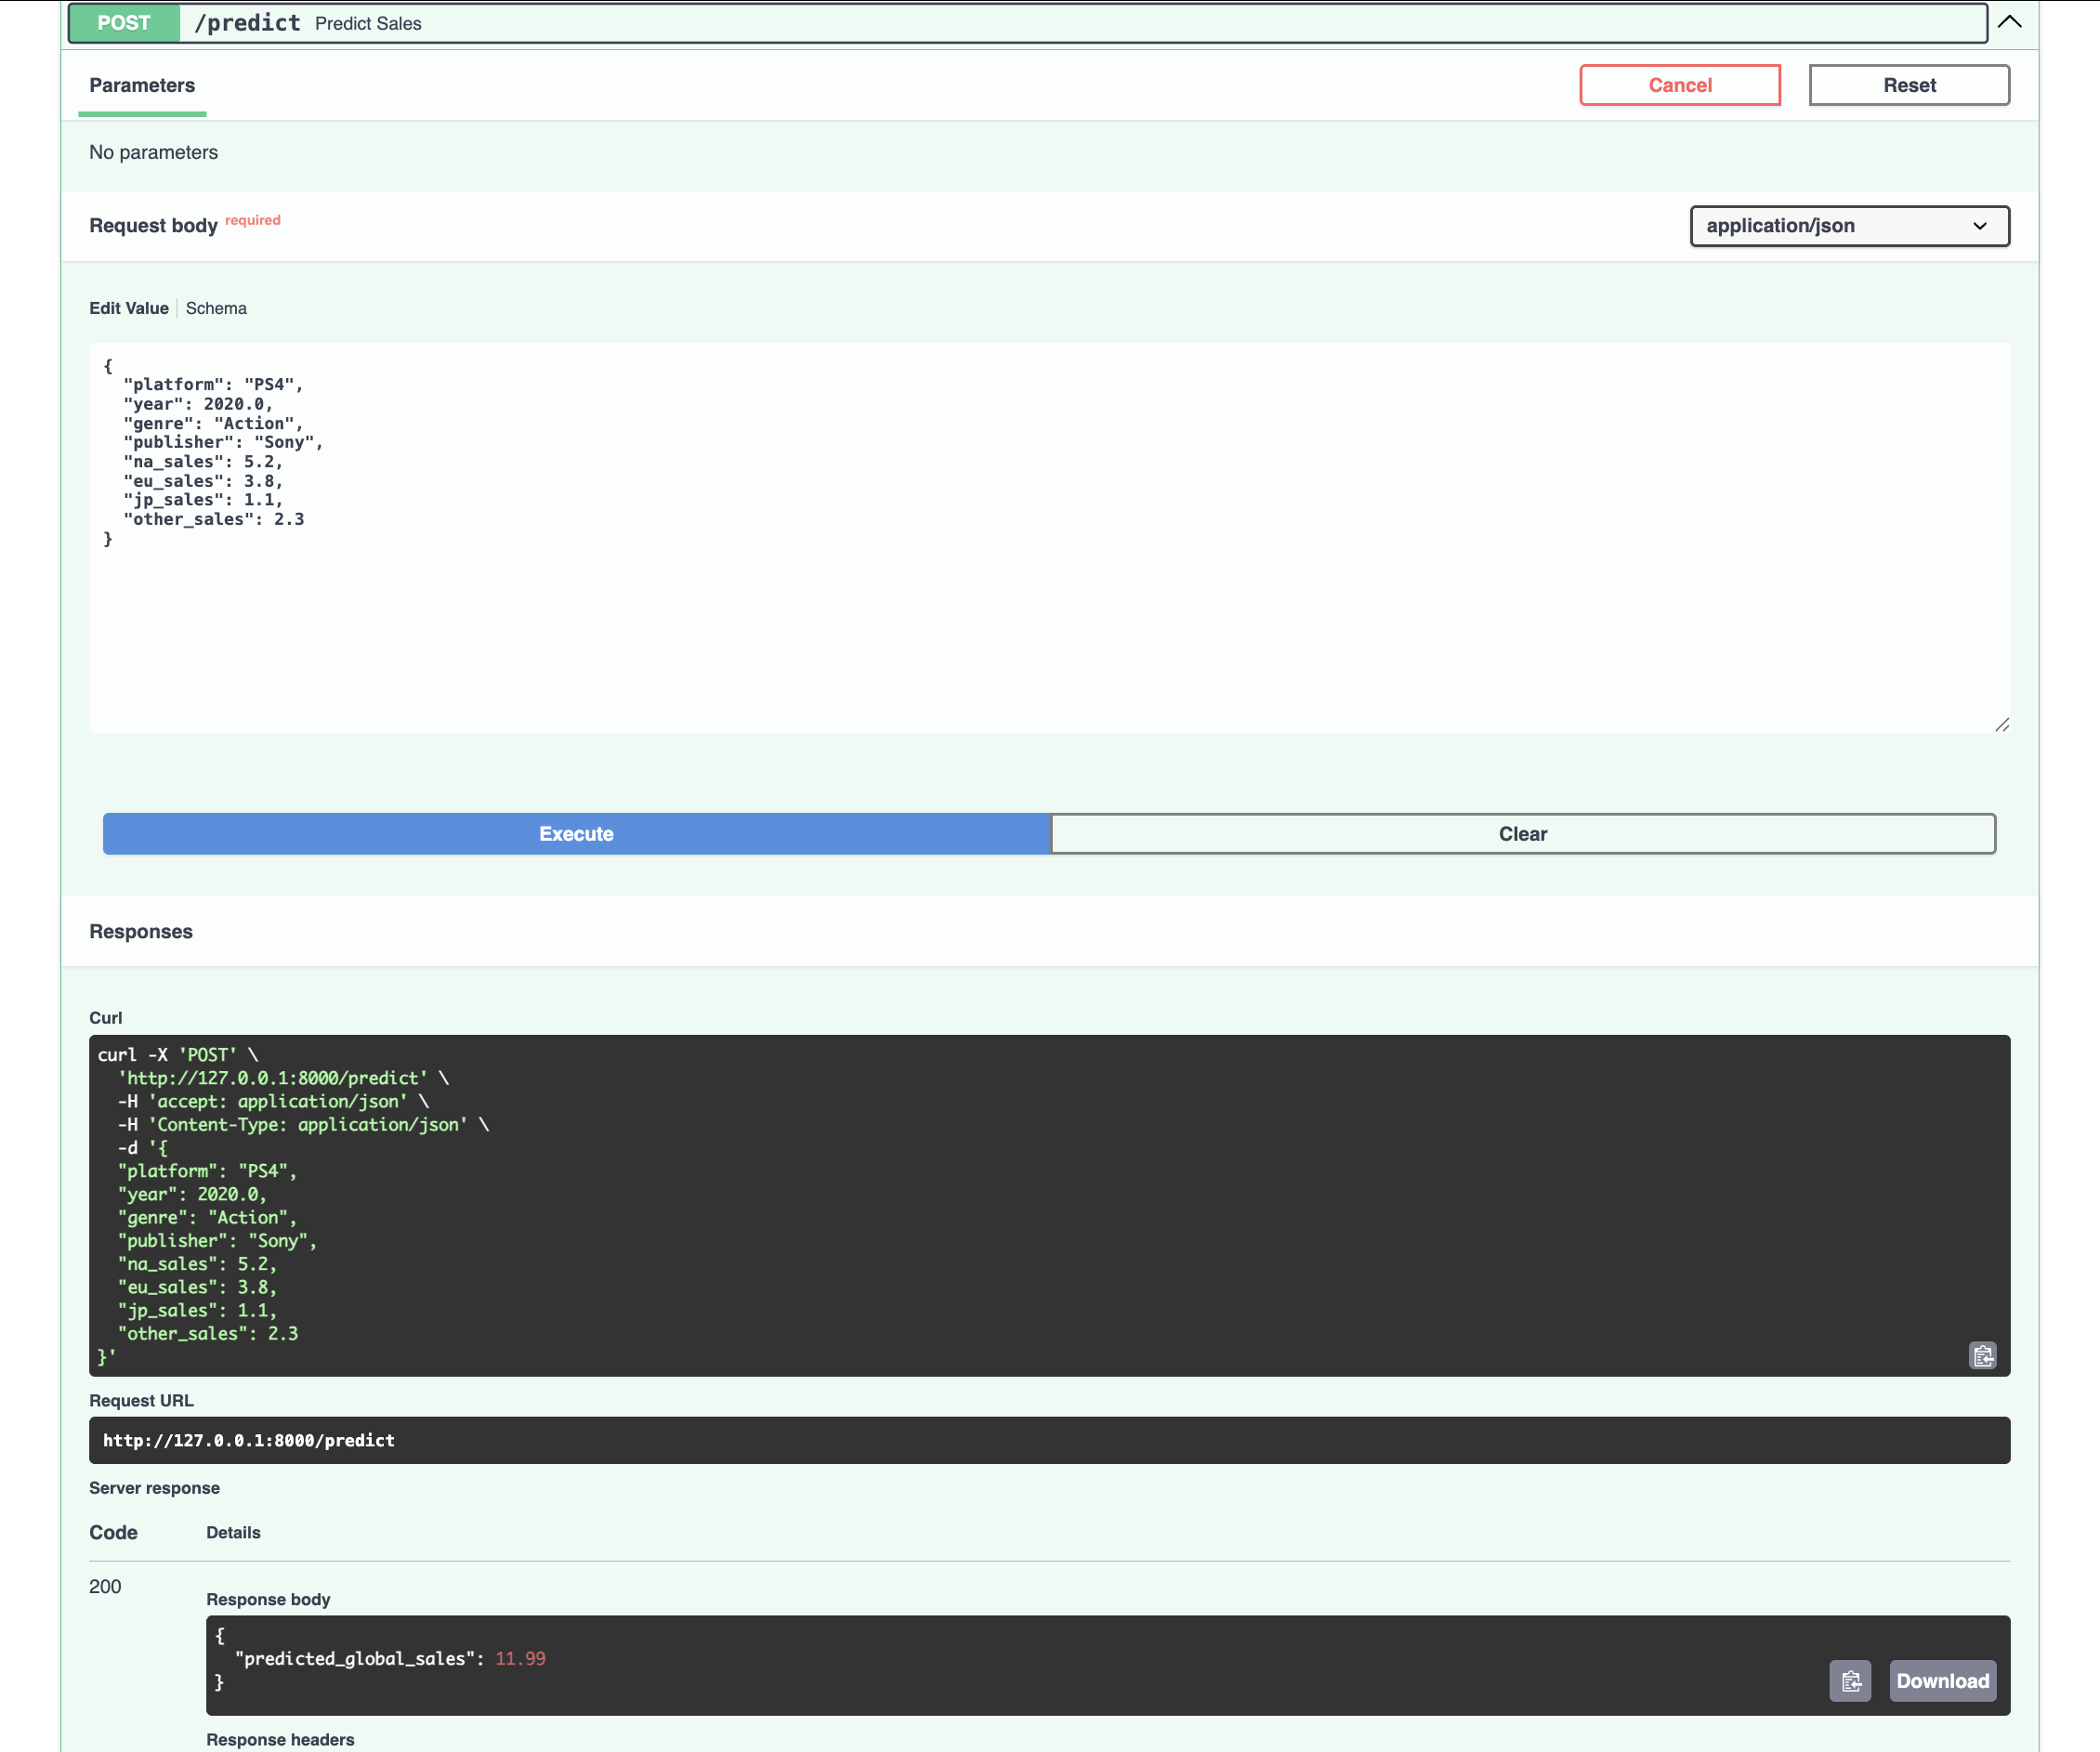 POST /predict Predict Sales
Parameters
Cancel
Reset
No parameters
Request body required
application/json
Edit Value
Schema
{
  "platform": "PS4",
  "year": 2020.0,
  "genre": "Action",
  "publisher": "Sony",
  "na_sales": 5.2,
  "eu_sales": 3.8,
  "jp_sales": 1.1,
  "other_sales": 2.3
}
Execute
Clear
Responses
Curl
curl -X 'POST' \
  'http://127.0.0.1:8000/predict' \
  -H 'accept: application/json' \
  -H 'Content-Type: application/json' \
  -d '{
  "platform": "PS4",
  "year": 2020.0,
  "genre": "Action",
  "publisher": "Sony",
  "na_sales": 5.2,
  "eu_sales": 3.8,
  "jp_sales": 1.1,
  "other_sales": 2.3
}'
Request URL
http://127.0.0.1:8000/predict
Server response
Code
Details
200
Response body
{
  "predicted_global_sales": 11.99
}
Download
Response headers